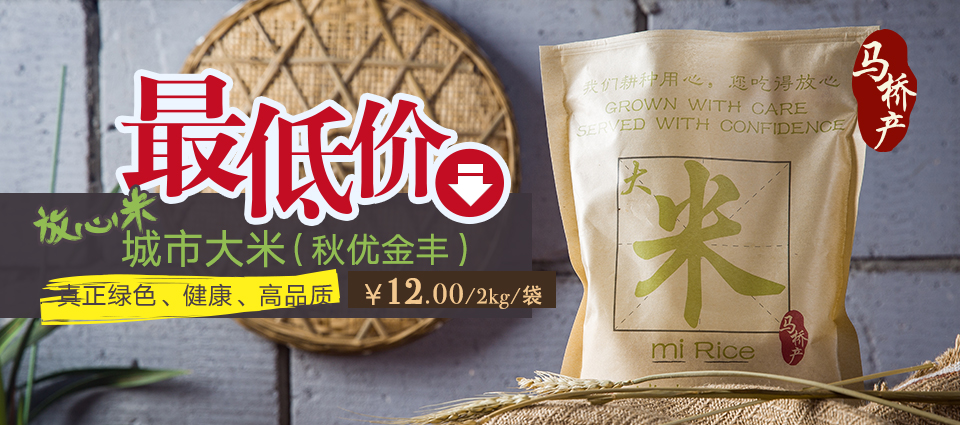 最低价
放心米
城市大米(秋优金丰)
真正绿色、健康、高品质
￥12.00/2kg/袋
我们耕种用心，您吃得放心
GROWN WITH CARE
SERVED WITH CONFIDENCE
大
米
mi Rice
马桥产
马桥产